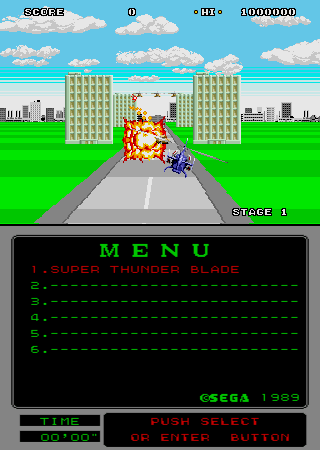 SCORE 0 ·HI· 1000000
STAGE 1
MENU
1.SUPER THUNDER BLADE
2.--------------------------
3.--------------------------
4.--------------------------
5.--------------------------
6.--------------------------
©SEGA 1989
TIME
00'00"
PUSH SELECT
OR ENTER BUTTON